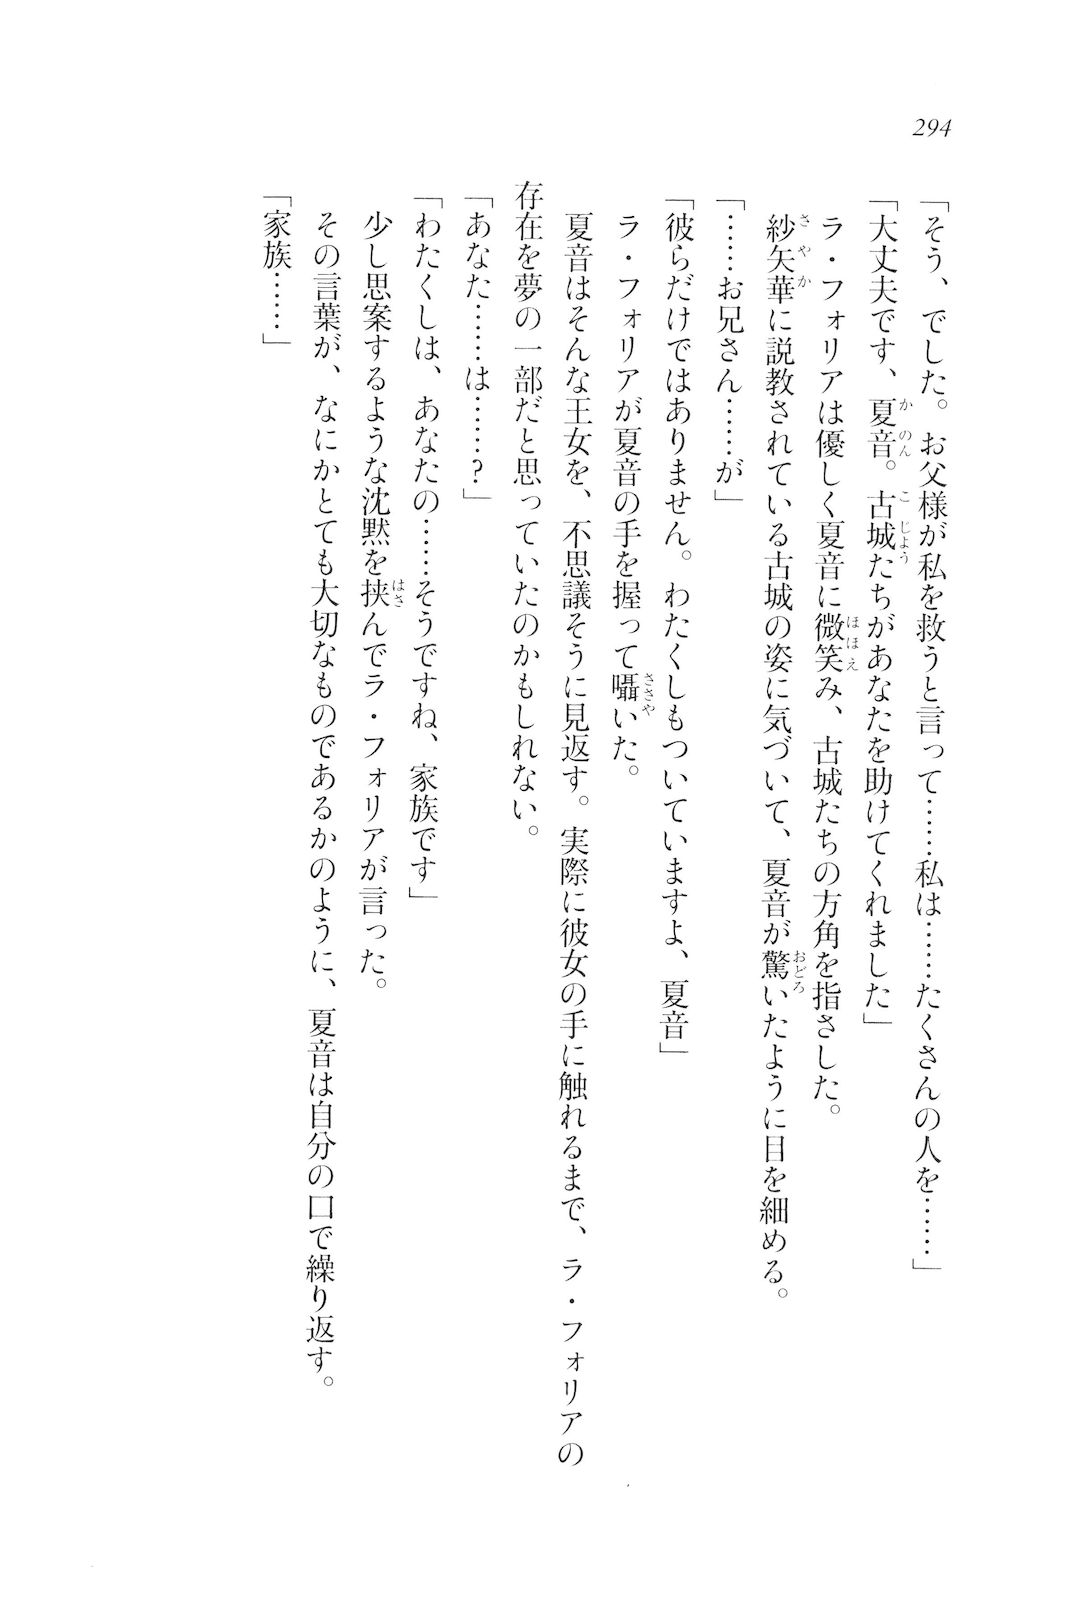 294
「そう、でした。お父様が私を救うと言って……私は……たくさんの人を……」
「大丈夫です、夏音。古城たちがあなたを助けてくれました」
ラ・フォリアは優しく夏音に微笑み、古城たちの方角を指さした。
紗矢華に説教されている古城の姿に気づいて、夏音が驚いたように目を細める。
「……お兄さん……が」
「彼らだけではありません。わたくしもついていますよ、夏音」
ラ・フォリアが夏音の手を握って囁いた。
夏音はそんな王女を、不思議そうに見返す。実際に彼女の手に触れるまで、ラ・フォリアの
存在を夢の一部だと思っていたのかもしれない。
「あなた……は……？」
「わたくしは、あなたの……そうですね、家族です」
少し思案するような沈黙を挟んでラ・フォリアが言った。
その言葉が、なにかとても大切なものであるかのように、夏音は自分の口で繰り返す。
「家族……」